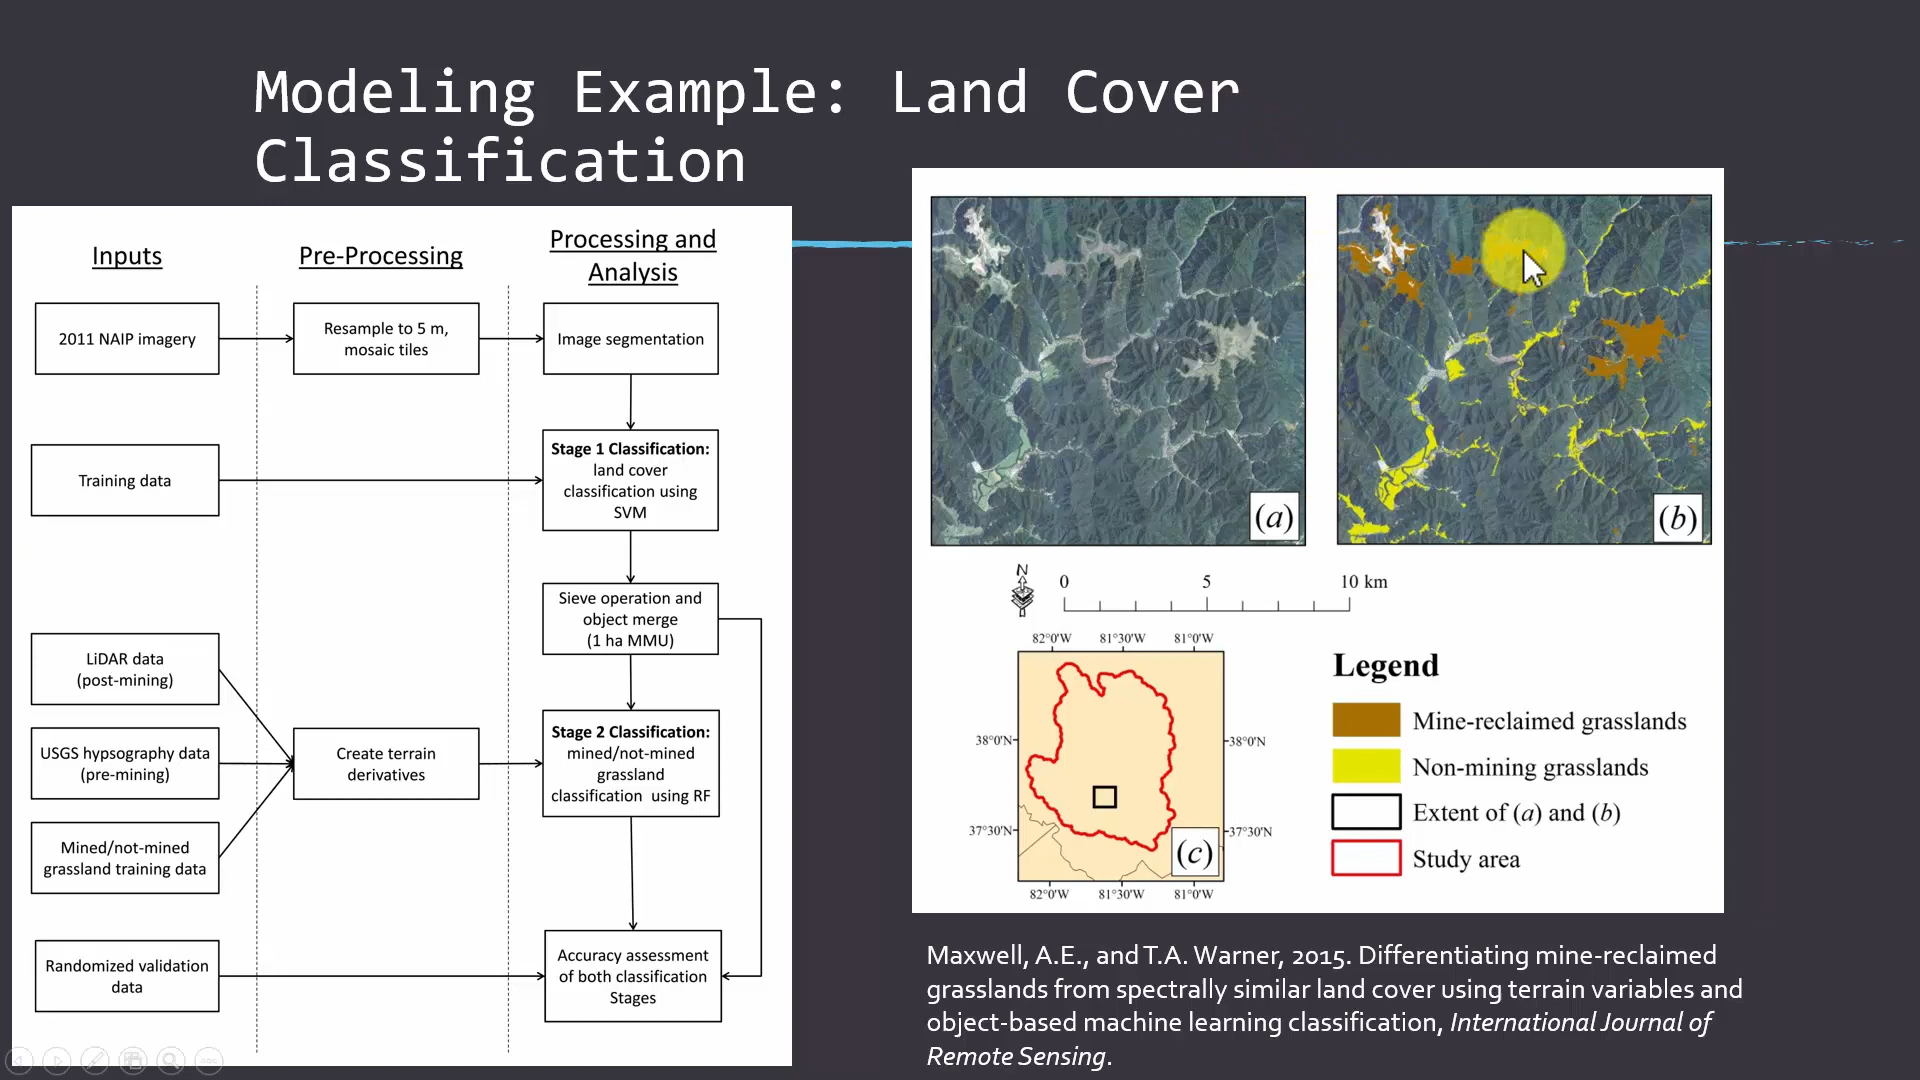 Modeling Example: Land Cover
Classification
Inputs
Pre-Processing
Processing and
Analysis
2011 NAIP imagery
Resample to 5 m,
mosaic tiles
Image segmentation
Training data
Stage 1 Classification:
land cover
classification using
SVM
Sieve operation and
object merge
(1 ha MMU)
LiDAR data
(post-mining)
USGS hypsography data
(pre-mining)
Mined/not-mined
grassland training data
Create terrain
derivatives
Stage 2 Classification:
mined/not-mined
grassland
classification using RF
Randomized validation
data
Accuracy assessment
of both classification
Stages
(a)
(b)
N
0 5 10 km
82°0'W 81°30'W 81°0'W
38°0'N 38°0'N
37°30'N 37°30'N
(c)
82°0'W 81°30'W 81°0'W
Legend
Mine-reclaimed grasslands
Non-mining grasslands
Extent of (a) and (b)
Study area
Maxwell, A.E., and T.A. Warner, 2015. Differentiating mine-reclaimed
grasslands from spectrally similar land cover using terrain variables and
object-based machine learning classification, International Journal of
Remote Sensing.